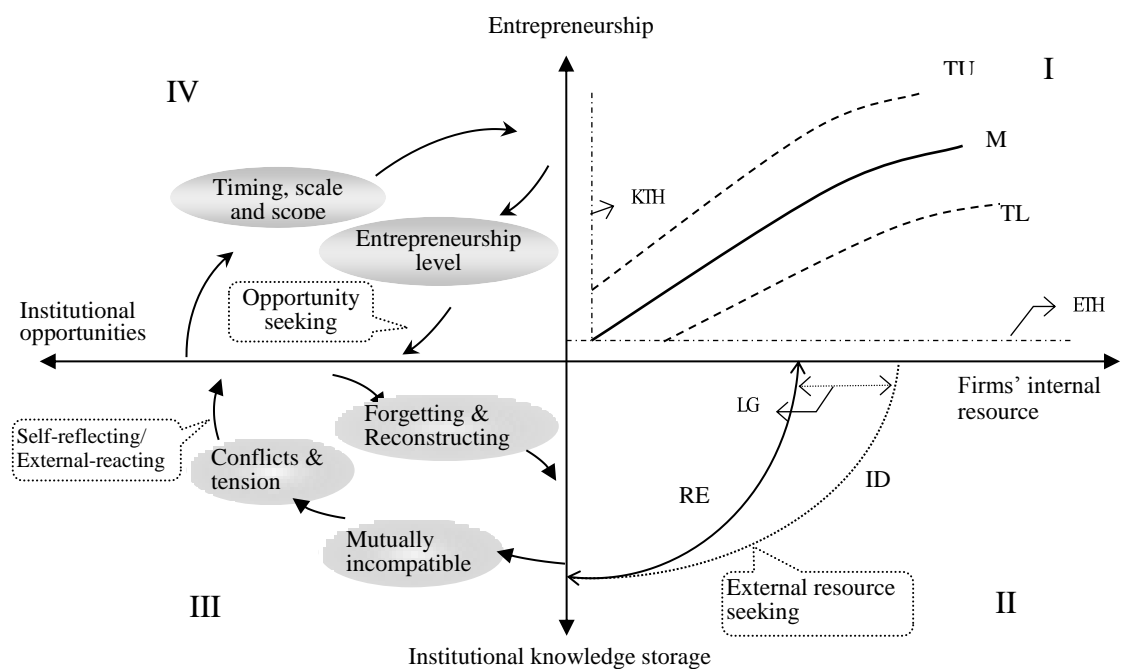 Entrepreneurship
IV
TU
I
M
Timing, scale
and scope
KTH
TL
Entrepreneurship
level
Opportunity
seeking
Institutional
opportunities
ETH
Firms' internal
resource
LG
Forgetting &
Reconstructing
Self-reflecting/
External-reacting
Conflicts &
tension
RE
ID
Mutually
incompatible
External resource
seeking
III
II
Institutional knowledge storage